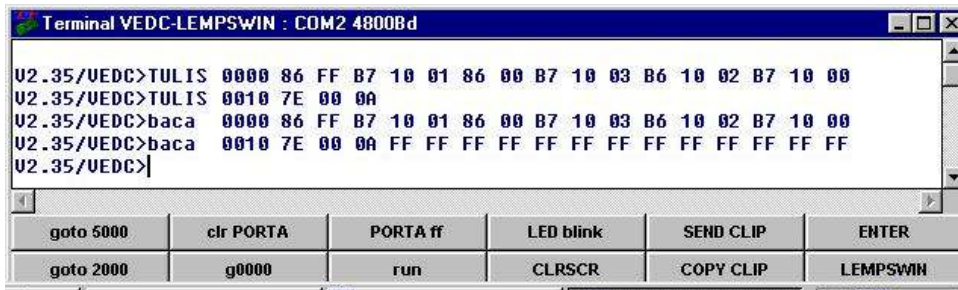 Terminal VEDC-LEMPSWIN : COM2 4800Bd
V2.35/VEDC>TULIS 0000 86 FF B7 10 01 86 00 B7 10 03 B6 10 02 B7 10 00
V2.35/VEDC>TULIS 0010 7E 00 0A
V2.35/VEDC>baca 0000 86 FF B7 10 01 86 00 B7 10 03 B6 10 02 B7 10 00
V2.35/VEDC>baca 0010 7E 00 0A FF FF FF FF FF FF FF FF FF FF FF FF FF
V2.35/VEDC>
goto 5000 clr PORTA PORTA ff LED blink SEND CLIP ENTER
goto 2000 g0000 run CLRSCR COPY CLIP LEMPSWIN